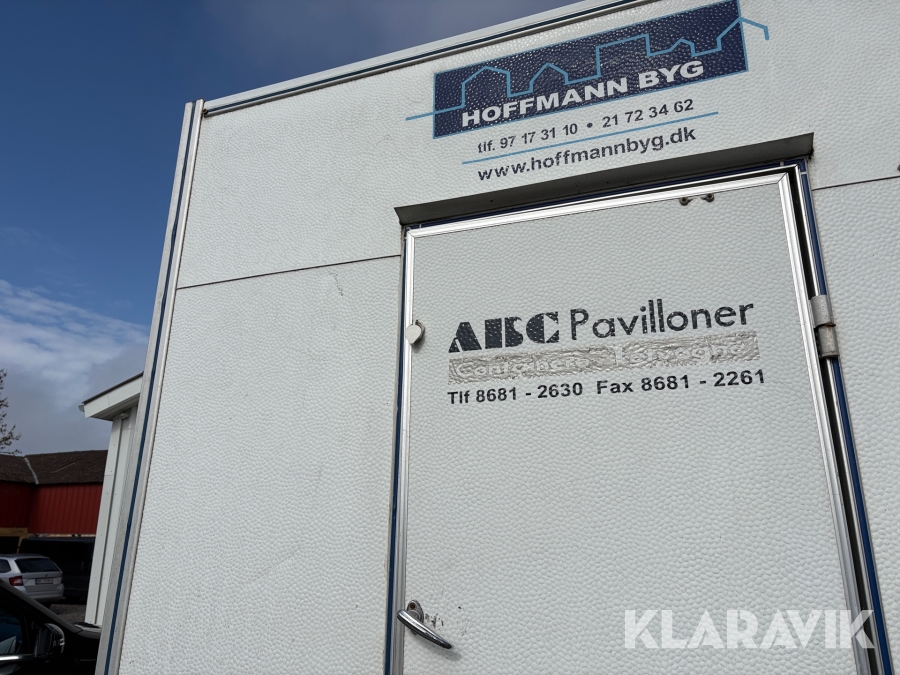 HOFFMANN BYG
tlf. 97 17 31 10 • 21 72 34 62
www.hoffmannbyg.dk
ABC Pavilloner
Tlf 8681 - 2630 Fax 8681 - 2261
KLARAVIK